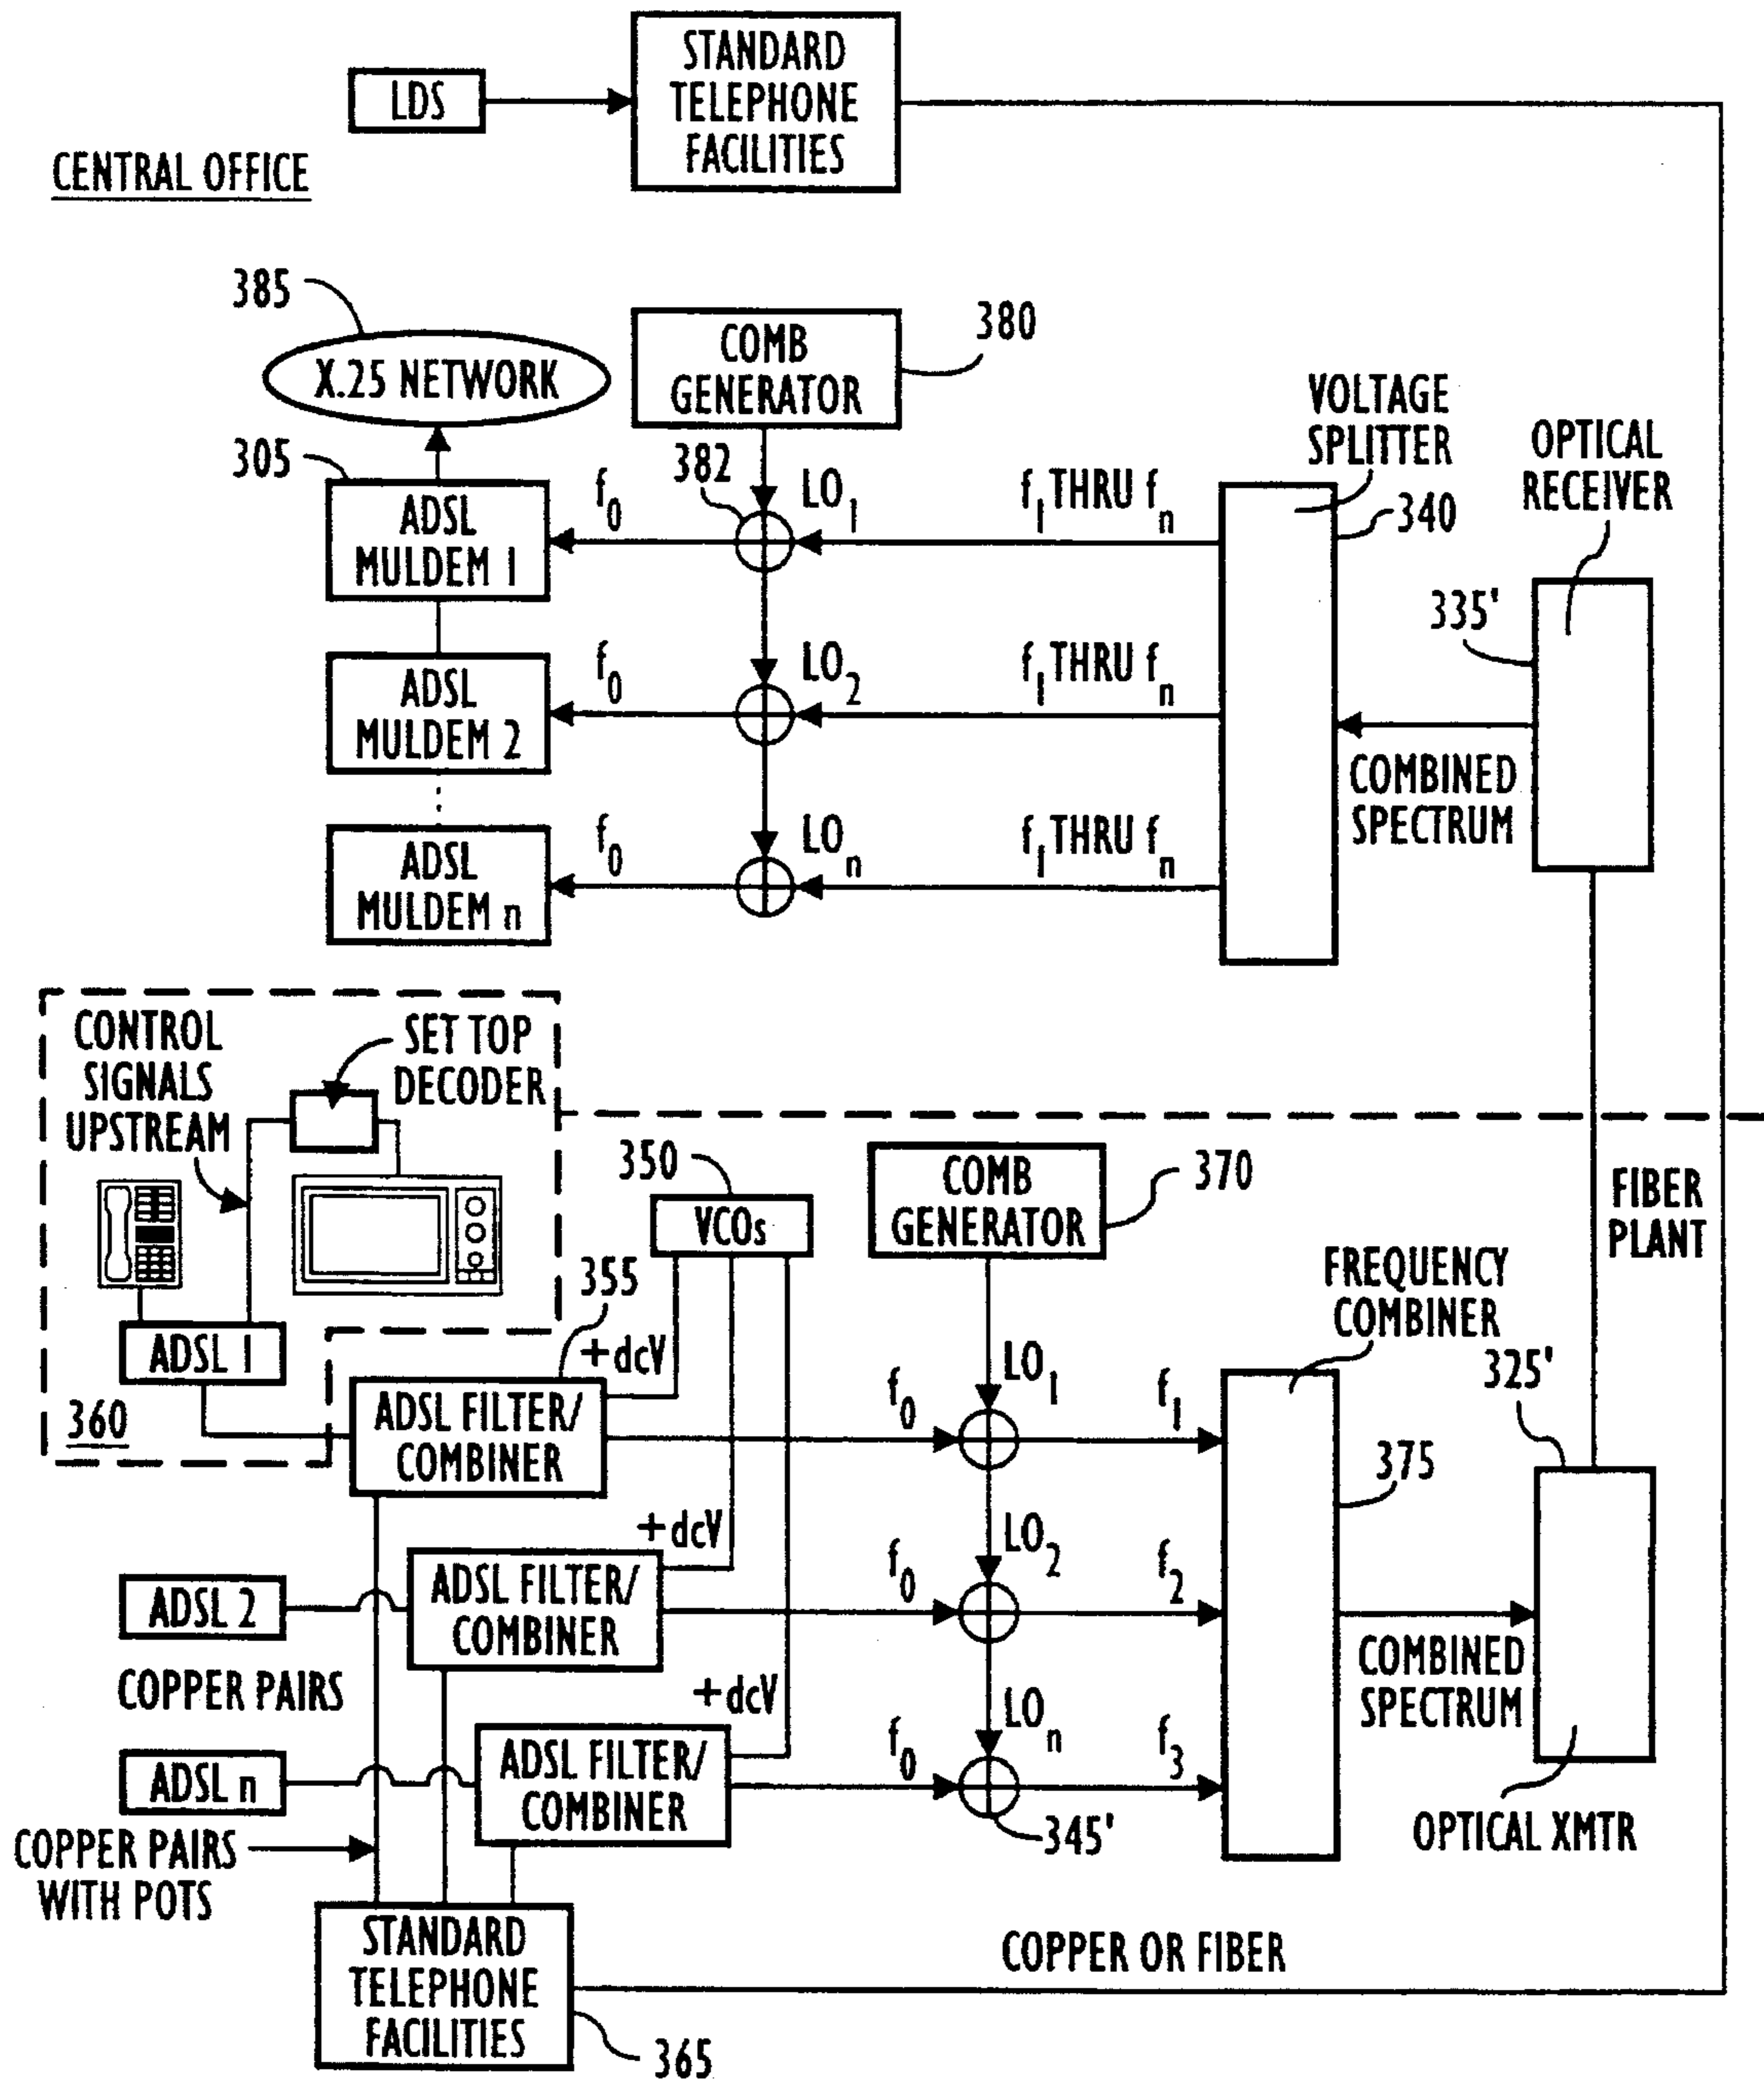 LDS
STANDARD
TELEPHONE
FACILITIES
CENTRAL OFFICE
385
X.25 NETWORK
COMB
GENERATOR
380
VOLTAGE
SPLITTER
340
OPTICAL
RECEIVER
335'
305
382
ADSL
MULDEM 1
f0
LO1
f1 THRU fn
ADSL
MULDEM 2
f0
LO2
f1 THRU fn
COMBINED
SPECTRUM
ADSL
MULDEM n
f0
LOn
f1 THRU fn
CONTROL
SIGNALS
UPSTREAM
SET TOP
DECODER
350
VCOs
COMB
GENERATOR
370
FIBER
PLANT
355
FREQUENCY
COMBINER
325'
ADSL 1
360
+dcV
ADSL FILTER/
COMBINER
f0
LO1
f1
375
+dcV
ADSL 2
ADSL FILTER/
COMBINER
f0
LO2
f2
COMBINED
SPECTRUM
COPPER PAIRS
+dcV
ADSL n
ADSL FILTER/
COMBINER
f0
LOn
f3
345'
OPTICAL XMTR
COPPER PAIRS
WITH POTS
STANDARD
TELEPHONE
FACILITIES
365
COPPER OR FIBER